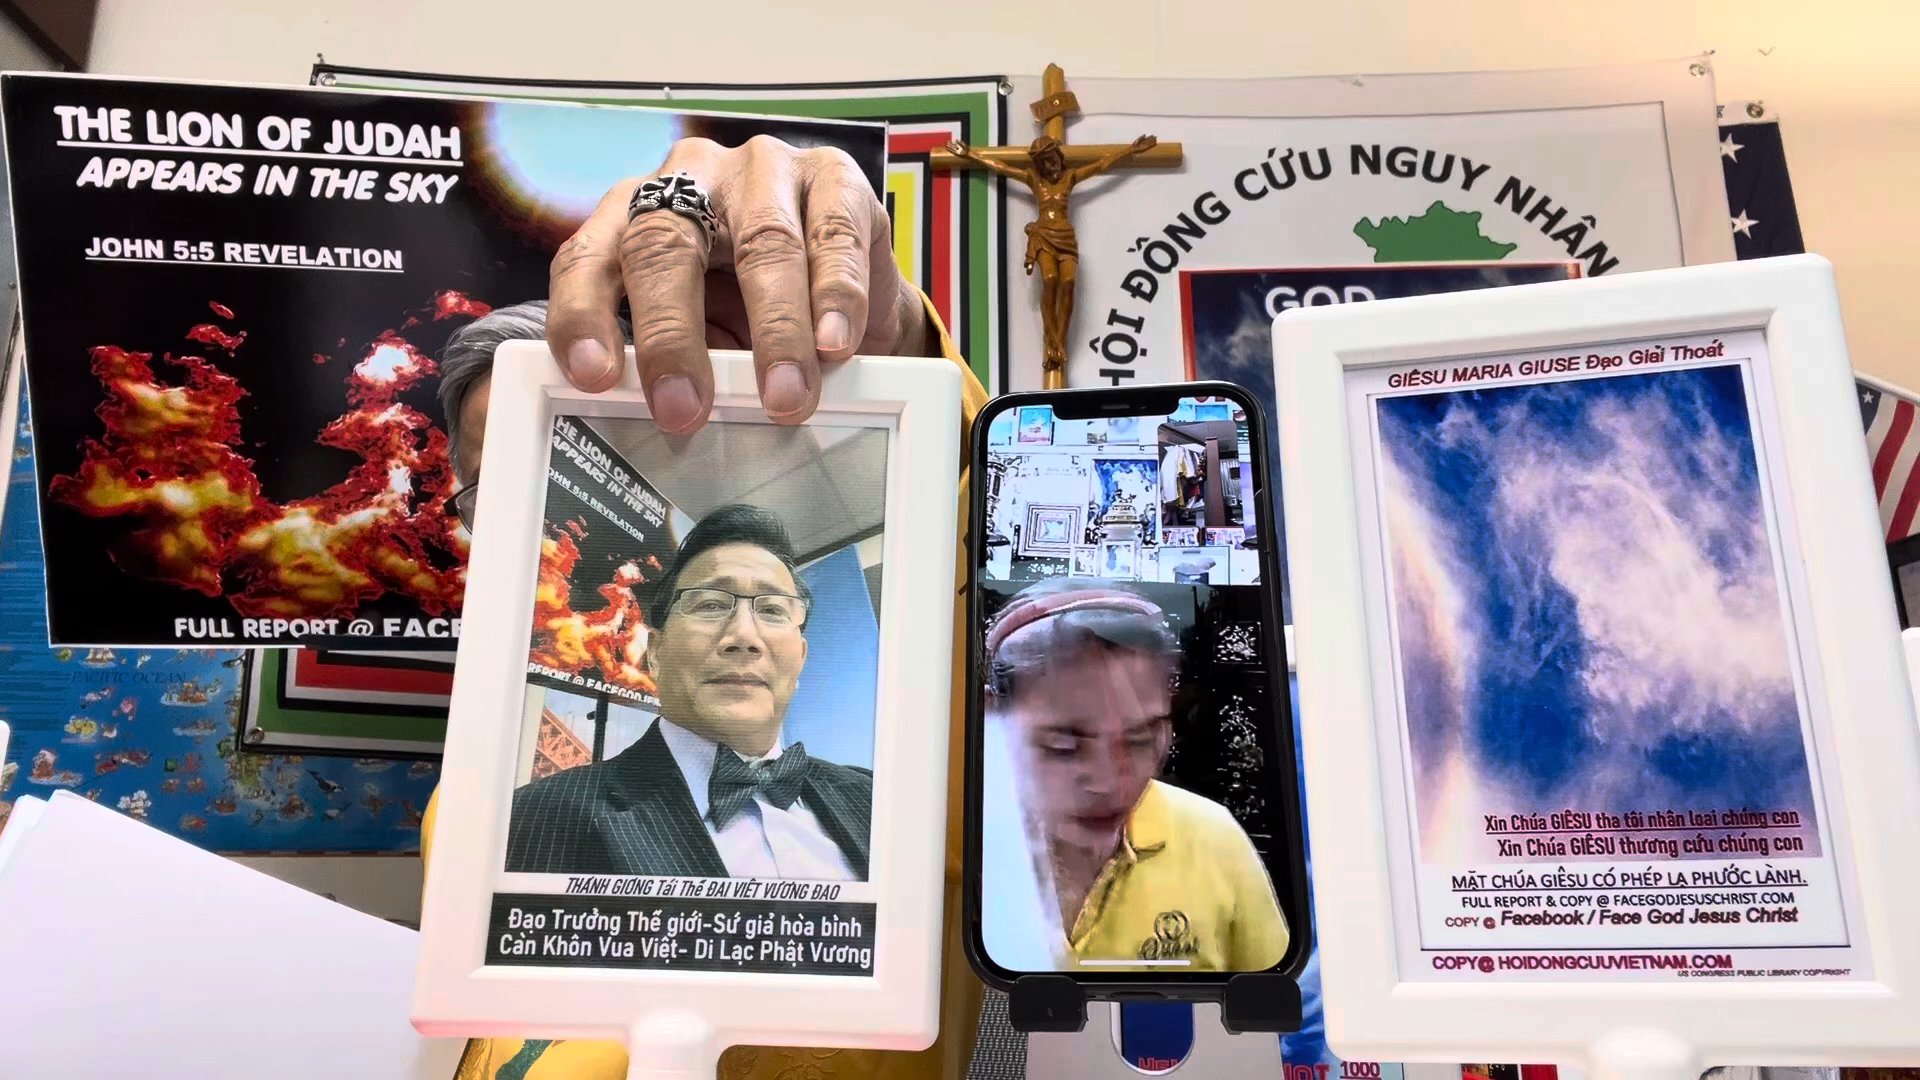 THE LION OF JUDAH
APPEARS IN THE SKY
JOHN 5:5 REVELATION
FULL REPORT @ FACE
PACIFIC OCEAN
HỘI ĐỒNG CỨU NGUY NHÂN
GOD
HE LION OF JUDAH
APPEARS IN THE SKY
JOHN 5:5 REVELATION
REPORT @ FACEGODJE
THÁNH GIÓNG Tái Thế ĐẠI VIỆT VƯƠNG ĐẠO
Đạo Trưởng Thế giới-Sứ giả hòa bình
Càn Khôn Vua Việt- Di Lạc Phật Vương
GIÊSU MARIA GIUSE Đạo Giải Thoát
Xin Chúa GIÊSU tha tội nhân loại chúng con
Xin Chúa GIÊSU thương cứu chúng con
MẶT CHÚA GIÊSU CÓ PHÉP LẠ PHƯỚC LÀNH.
FULL REPORT & COPY @ FACEGODJESUSCHRIST.COM
COPY @ Facebook / Face God Jesus Christ
COPY@ HOIDONGCUUVIETNAM.COM
US CONGRESS PUBLIC LIBRARY COPYRIGHT
1000